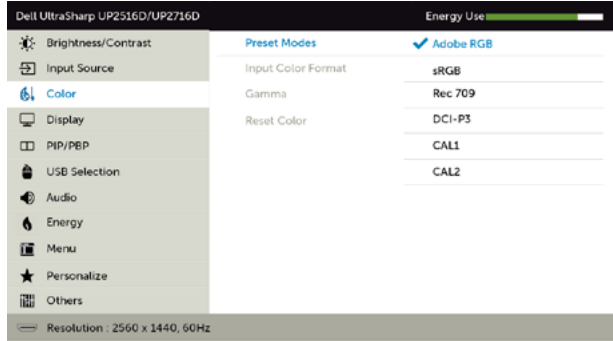 Dell UltraSharp UP2516D/UP2716D Energy Use
Brightness/Contrast Preset Modes Adobe RGB
Input Source Input Color Format sRGB
Color Gamma Rec 709
Display Reset Color DCI-P3
PIP/PBP CAL1
USB Selection CAL2
Audio
Energy
Menu
Personalize
Others
Resolution : 2560 x 1440, 60Hz